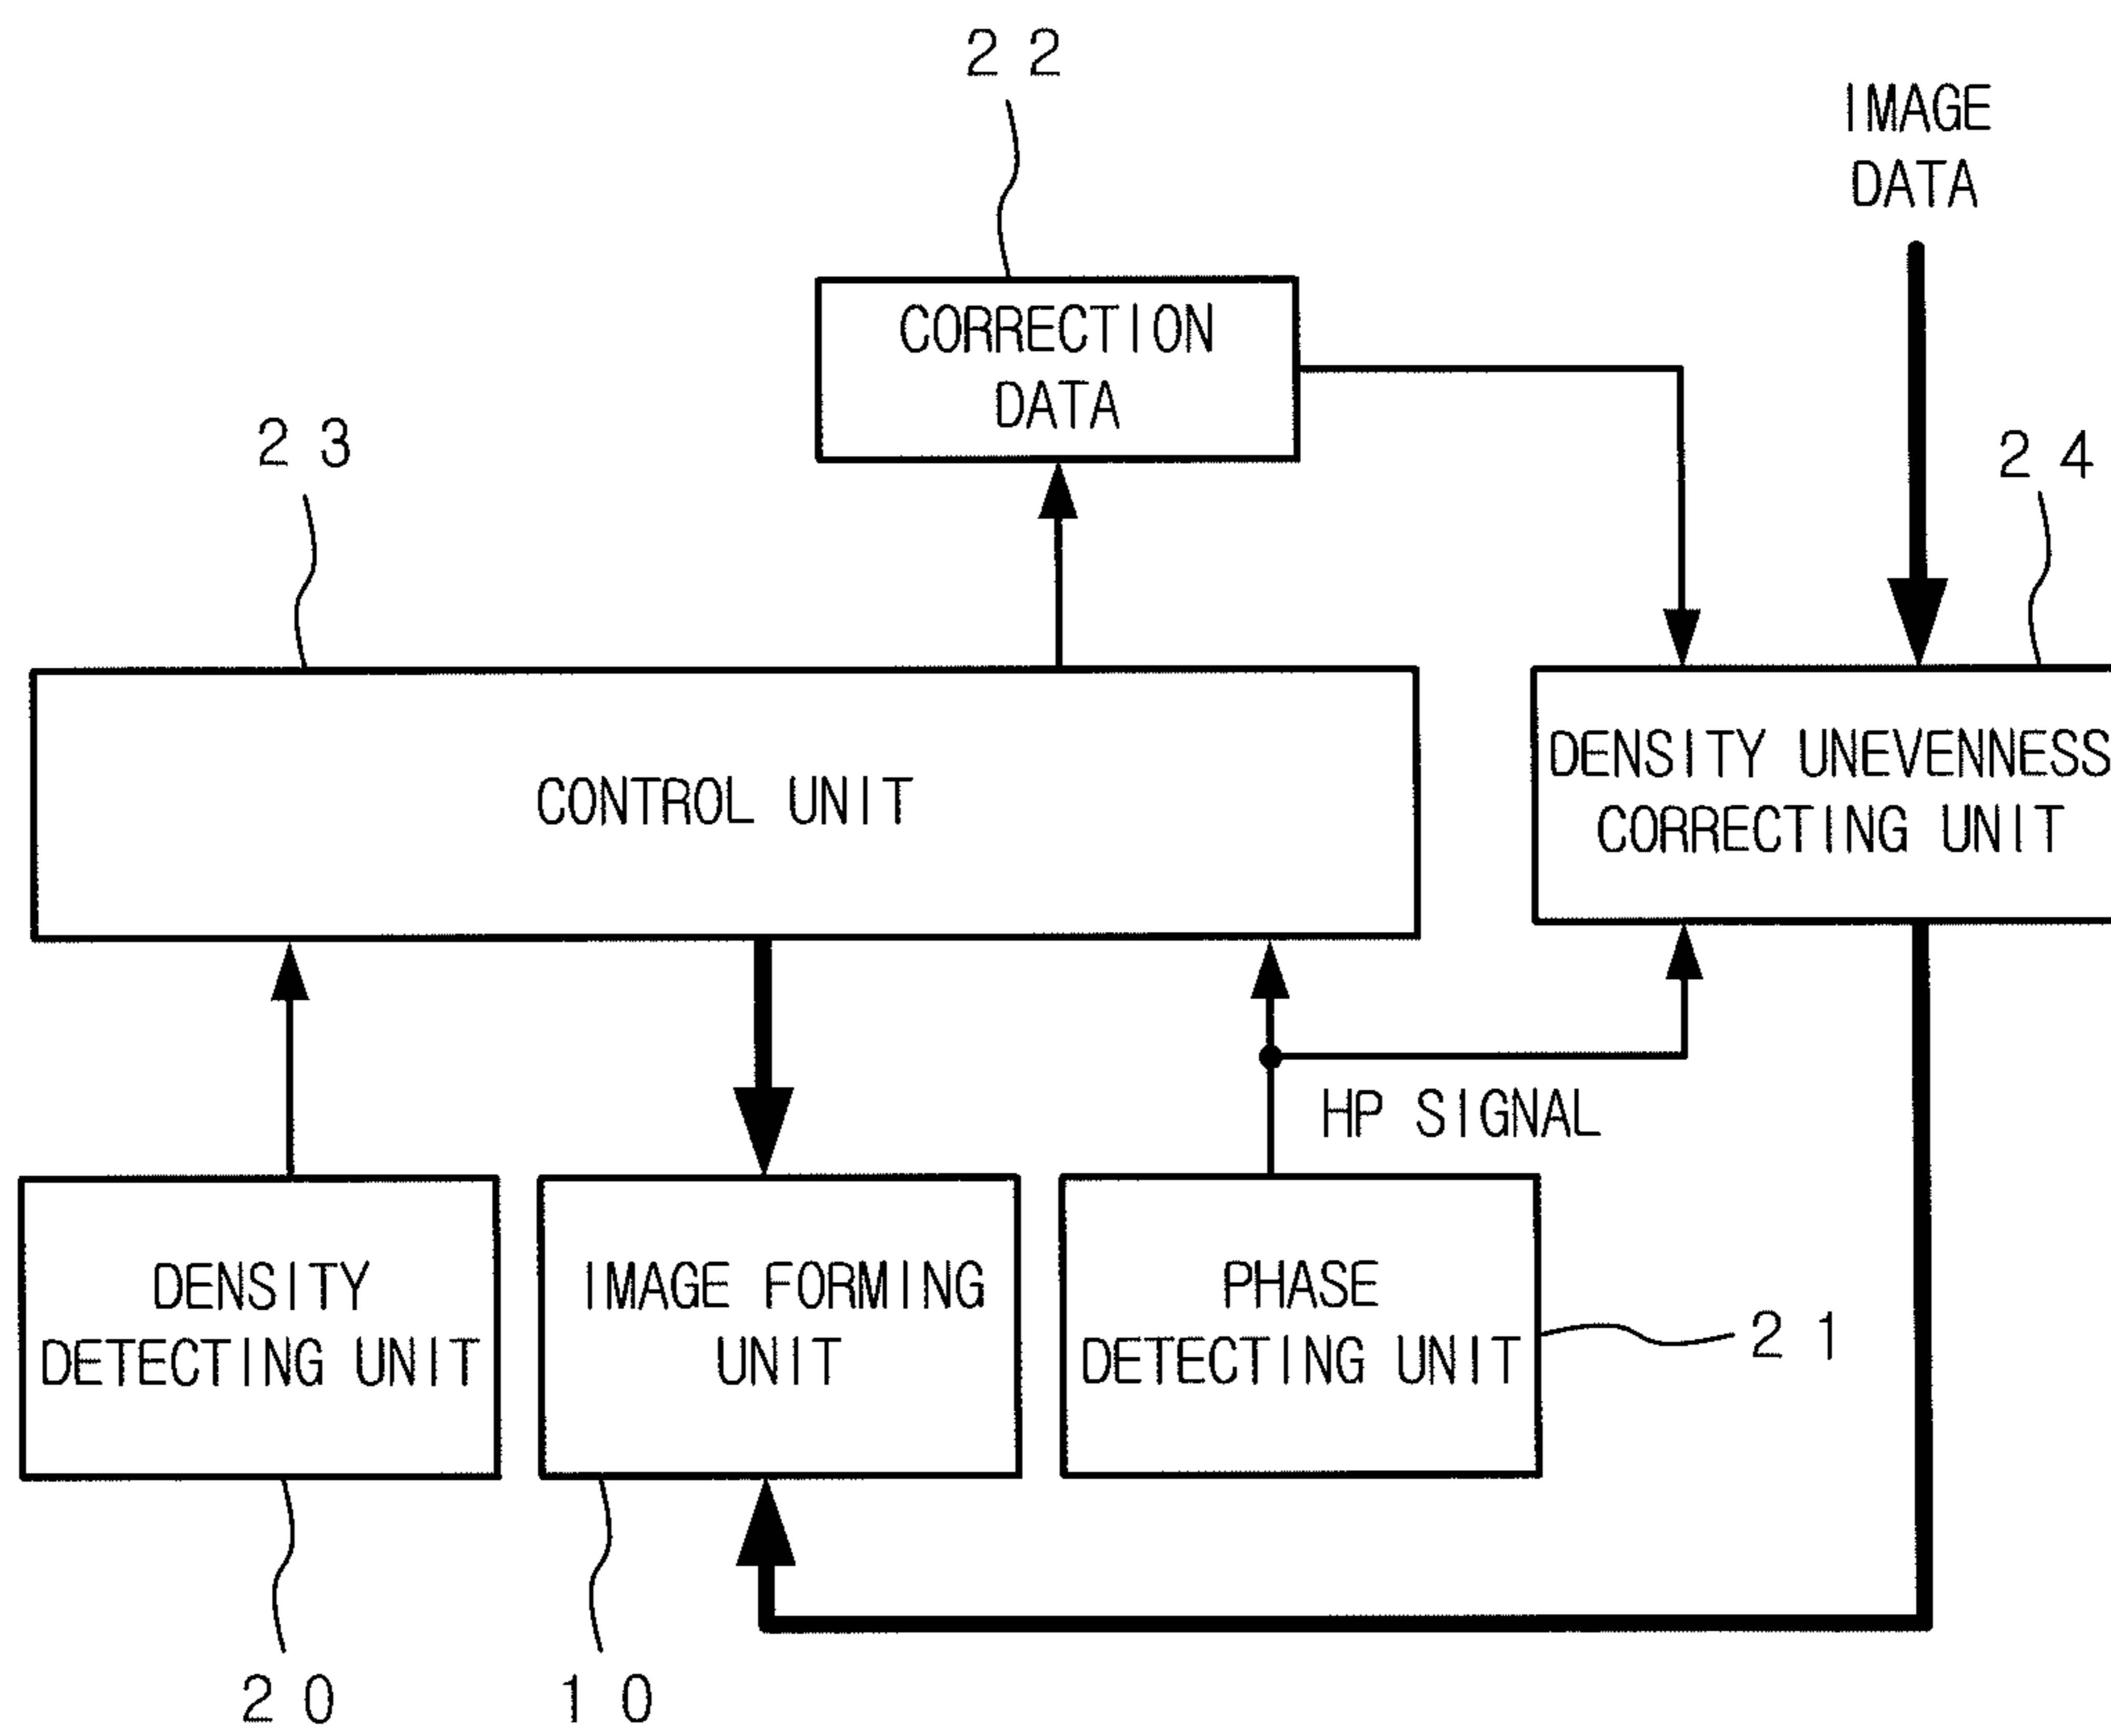 22
IMAGE
DATA
CORRECTION
DATA
23
24
CONTROL UNIT
DENSITY UNEVENNESS
CORRECTING UNIT
HP SIGNAL
DENSITY
DETECTING UNIT
IMAGE FORMING
UNIT
PHASE
DETECTING UNIT
21
20
10